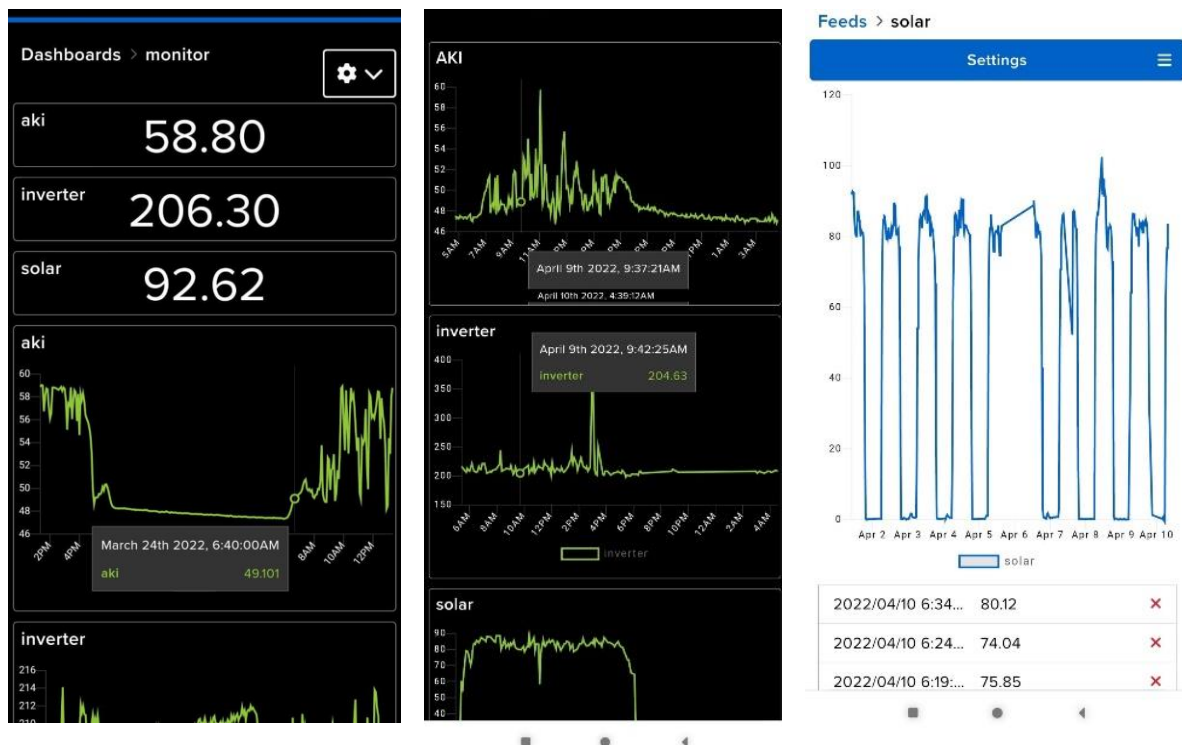 Dashboards > monitor
aki
58.80
inverter
206.30
solar
92.62
aki
60
58
56
54
52
50
48
46
2PM 4PM 8AM 10AM 12PM
March 24th 2022, 6:40:00AM
aki 49.101
inverter
216
214
212
210
AKI
60
58
56
54
52
50
48
46
5AM 7AM 9AM 11AM PM PM PM PM PM 1AM 3AM
April 9th 2022, 9:37:21AM
April 10th 2022, 4:39:12AM
inverter
400
350
300
250
200
150
April 9th 2022, 9:42:25AM
inverter 204.63
6AM 8AM 10AM 12PM 2PM 4PM 6PM 8PM 10PM 12AM 2AM 4AM
inverter
solar
90
80
70
60
50
40
Feeds > solar
Settings
120
100
80
60
40
20
0
Apr 2 Apr 3 Apr 4 Apr 5 Apr 6 Apr 7 Apr 8 Apr 9 Apr 10
solar
2022/04/10 6:34... 80.12
2022/04/10 6:24... 74.04
2022/04/10 6:19:... 75.85